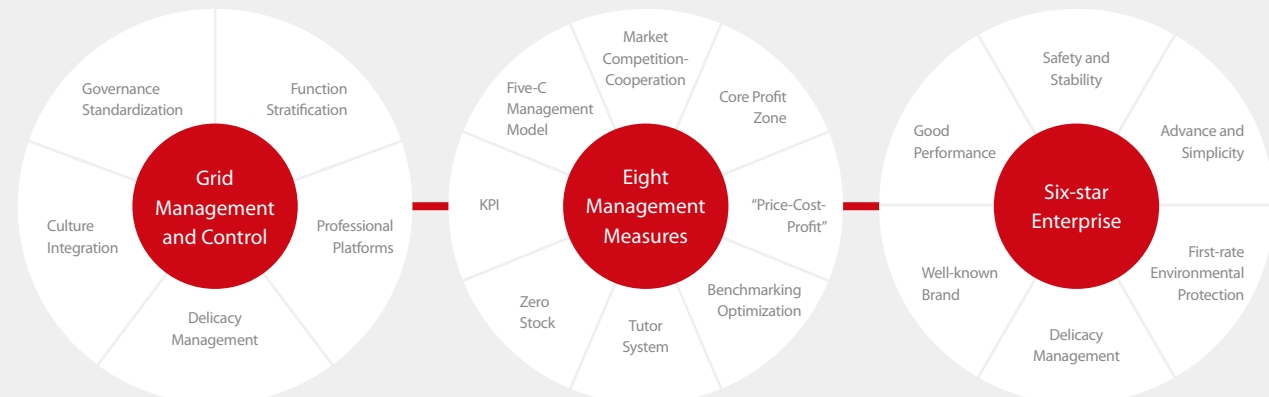 Governance
Standardization
Function
Stratification
Culture
Integration
Grid
Management
and Control
Professional
Platforms
Delicacy
Management
Market
Competition-
Cooperation
Five-C
Management
Model
Core Profit
Zone
KPI
Eight
Management
Measures
“Price-Cost-
Profit”
Zero
Stock
Tutor
System
Benchmarking
Optimization
Safety and
Stability
Good
Performance
Advance and
Simplicity
Six-star
Enterprise
Well-known
Brand
First-rate
Environmental
Protection
Delicacy
Management